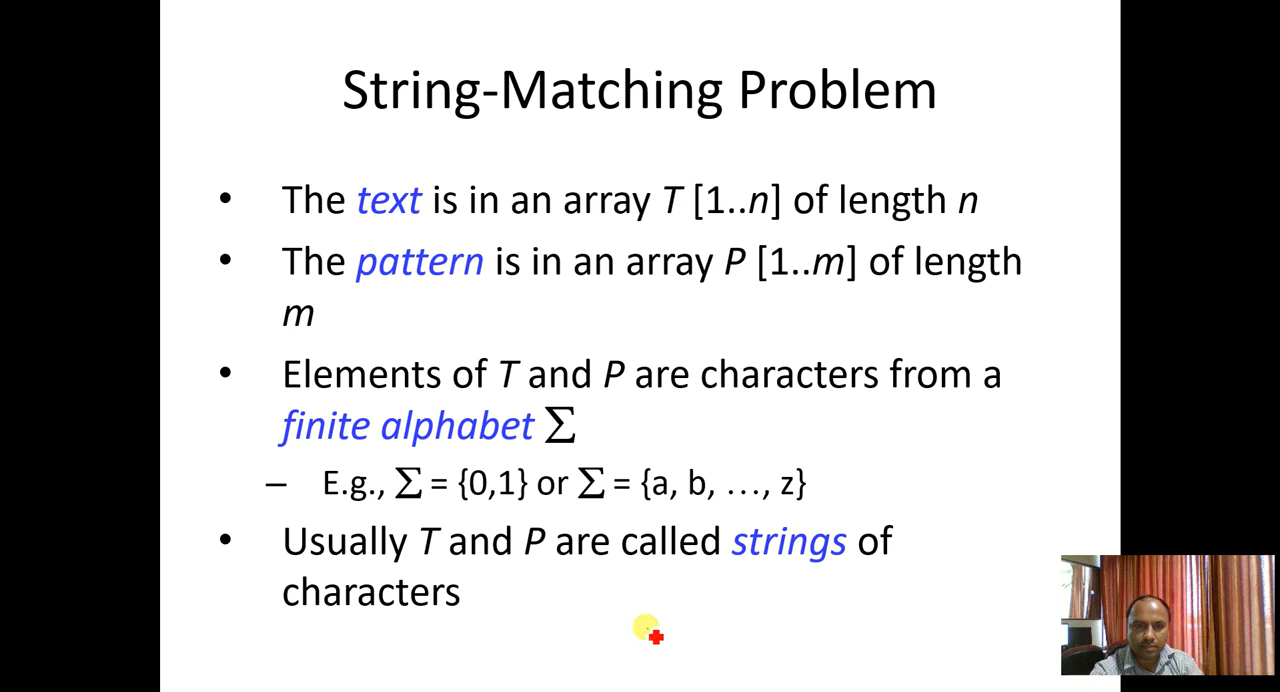 String-Matching Problem
• The text is in an array T [1..n] of length n
• The pattern is in an array P [1..m] of length
m
• Elements of T and P are characters from a
finite alphabet Σ
– E.g., Σ = {0,1} or Σ = {a, b, …, z}
• Usually T and P are called strings of
characters